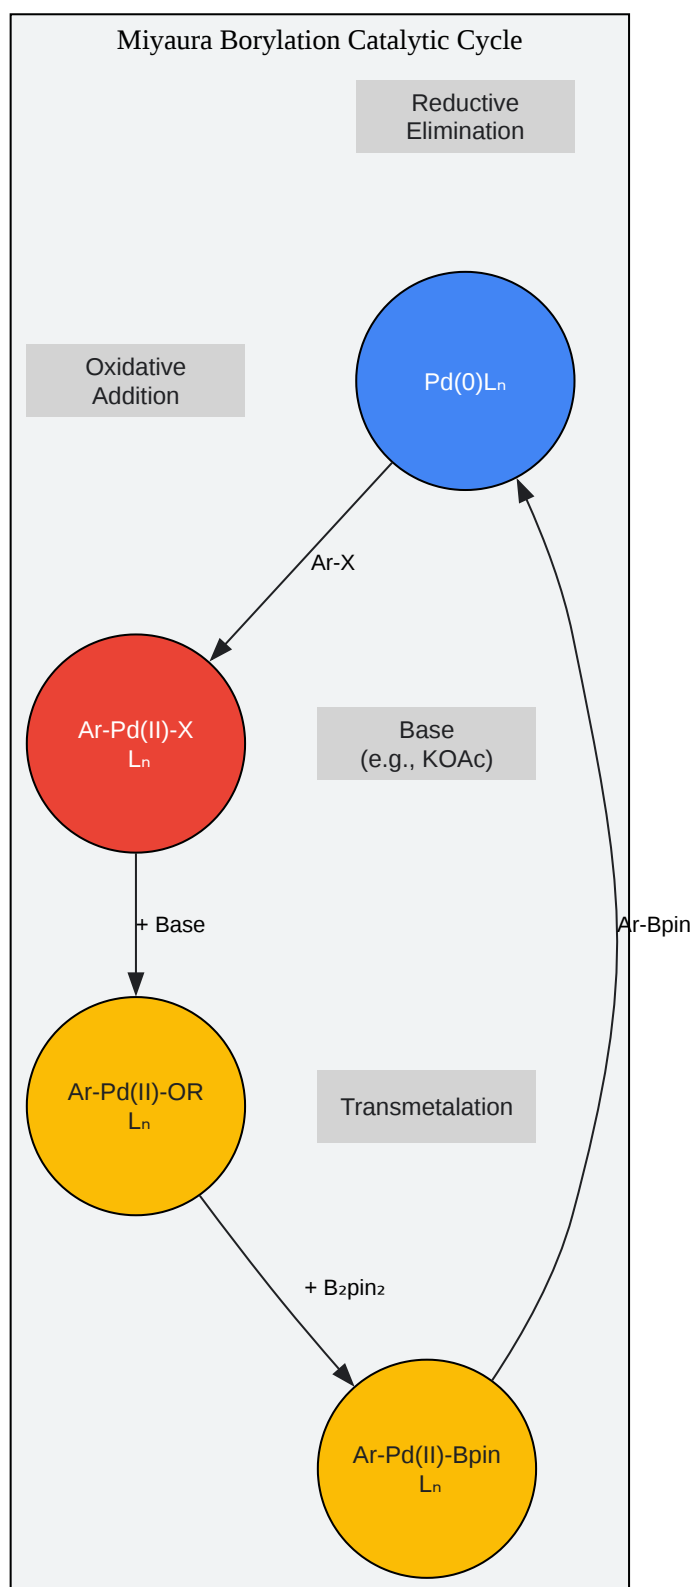 Miyaura Borylation Catalytic Cycle
Reductive
Elimination
Oxidative
Addition
Pd(0)Lₙ
Ar-X
Ar-Pd(II)-X
Lₙ
Base
(e.g., KOAc)
+ Base
Ar-Bpin
Ar-Pd(II)-OR
Lₙ
Transmetalation
+ B₂pin₂
Ar-Pd(II)-Bpin
Lₙ